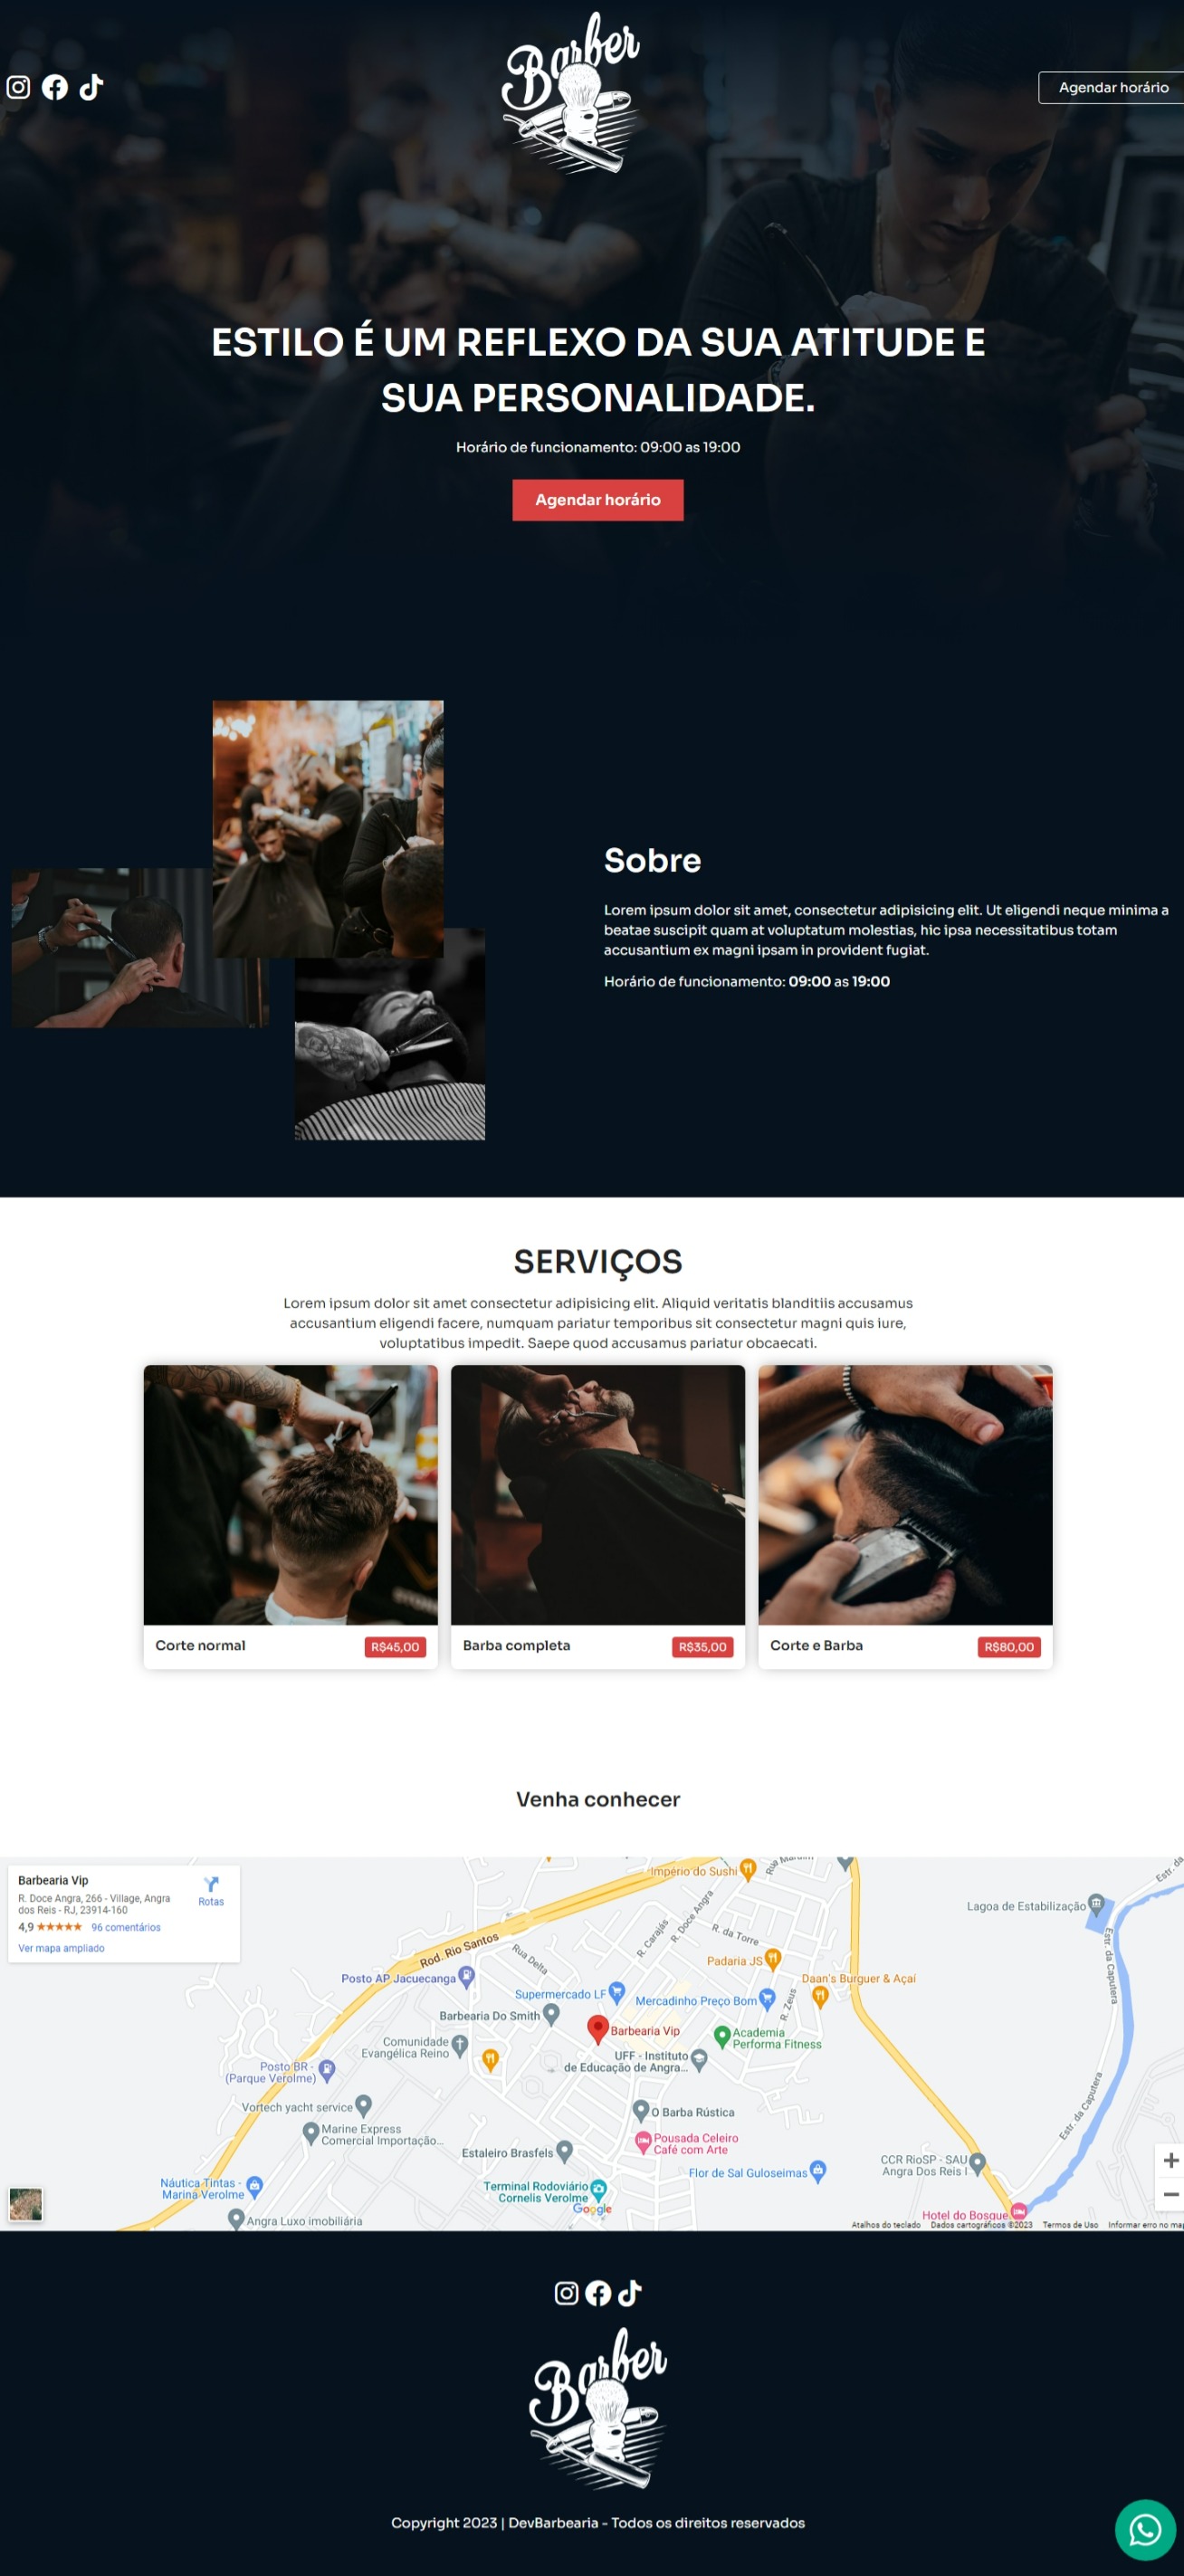 Barber
Agendar horário
ESTILO É UM REFLEXO DA SUA ATITUDE E
SUA PERSONALIDADE.
Horário de funcionamento: 09:00 as 19:00
Agendar horário
Sobre
Lorem ipsum dolor sit amet, consectetur adipisicing elit. Ut eligendi neque minima a
beatae suscipit quam at voluptatum molestias, hic ipsa necessitatibus totam
accusantium ex magni ipsam in provident fugiat.
Horário de funcionamento: 09:00 as 19:00
SERVIÇOS
Lorem ipsum dolor sit amet consectetur adipisicing elit. Aliquid veritatis blanditiis accusamus
accusantium eligendi facere, numquam pariatur temporibus sit consectetur magni quis iure,
voluptatibus impedit. Saepe quod accusamus pariatur obcaecati.
Corte normal
R$45,00
Barba completa
R$35,00
Corte e Barba
R$80,00
Venha conhecer
Barbearia Vip
R. Doce Angra, 266 - Village, Angra
dos Reis - RJ, 23914-160
4,9
96 comentários
Ver mapa ampliado
Rotas
Império do Sushi
Estr. da
Lagoa de Estabilização
R. Carajás
R. Doce Angra
R. da Torre
Rod. Rio Santos
Rua Delta
Padaria JS
Estr. da Caputera
Posto AP Jacuecanga
Daan's Burguer & Açaí
Supermercado LF
Mercadinho Preço Bom
R. Zeus
Barbearia Do Smith
Barbearia Vip
Academia
Performa Fitness
Comunidade
Evangélica Reino
UFF - Instituto
de Educação de Angra...
Posto BR -
(Parque Verolme)
Vortech yacht service
O Barba Rústica
Marine Express
Comercial Importação...
Pousada Celeiro
Café com Arte
Estr. da Caputera
Estaleiro Brasfels
CCR RioSP - SAU
Angra Dos Reis I
Flor de Sal Guloseimas
Náutica Tintas -
Marina Verolme
Terminal Rodoviário
Cornelis Verolme
Google
Angra Luxo imobiliária
Hotel do Bosque
Atalhos do teclado
Dados cartográficos ©2023
Termos de Uso
Informar erro no map
Barber
Copyright 2023 | DevBarbearia - Todos os direitos reservados